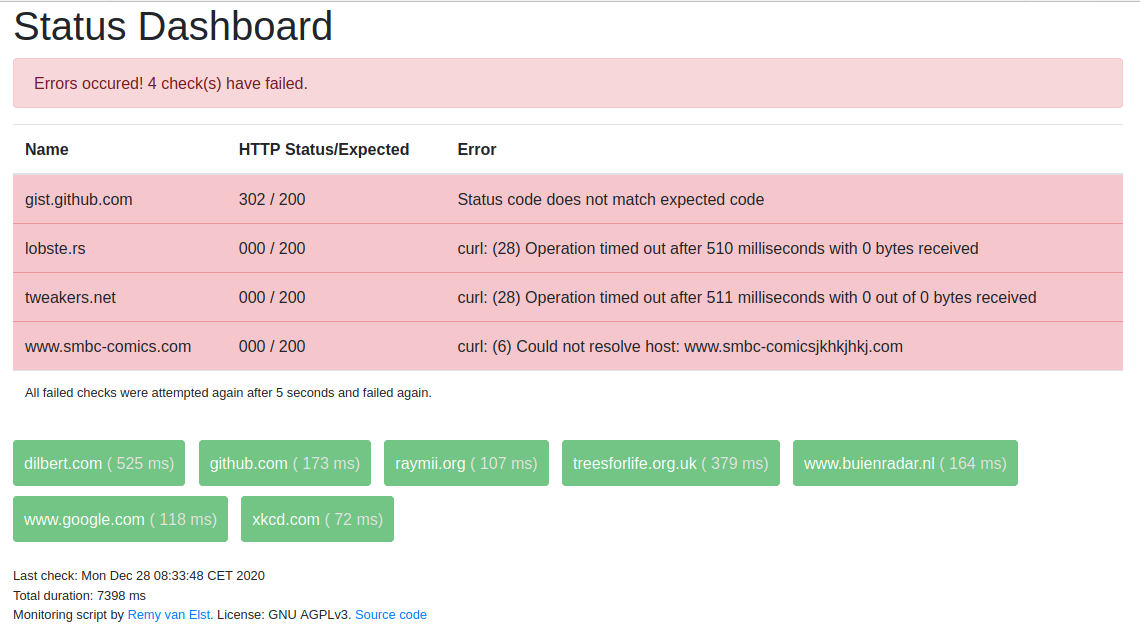 Status Dashboard
Errors occured! 4 check(s) have failed.
Name HTTP Status/Expected Error
gist.github.com 302 / 200 Status code does not match expected code
lobste.rs 000 / 200 curl: (28) Operation timed out after 510 milliseconds with 0 bytes received
tweakers.net 000 / 200 curl: (28) Operation timed out after 511 milliseconds with 0 out of 0 bytes received
www.smbc-comics.com 000 / 200 curl: (6) Could not resolve host: www.smbc-comicsjkhkjhkj.com
All failed checks were attempted again after 5 seconds and failed again.
dilbert.com ( 525 ms) github.com ( 173 ms) raymii.org ( 107 ms) treesforlife.org.uk ( 379 ms) www.buienradar.nl ( 164 ms)
www.google.com ( 118 ms) xkcd.com ( 72 ms)
Last check: Mon Dec 28 08:33:48 CET 2020
Total duration: 7398 ms
Monitoring script by Remy van Elst. License: GNU AGPLv3. Source code